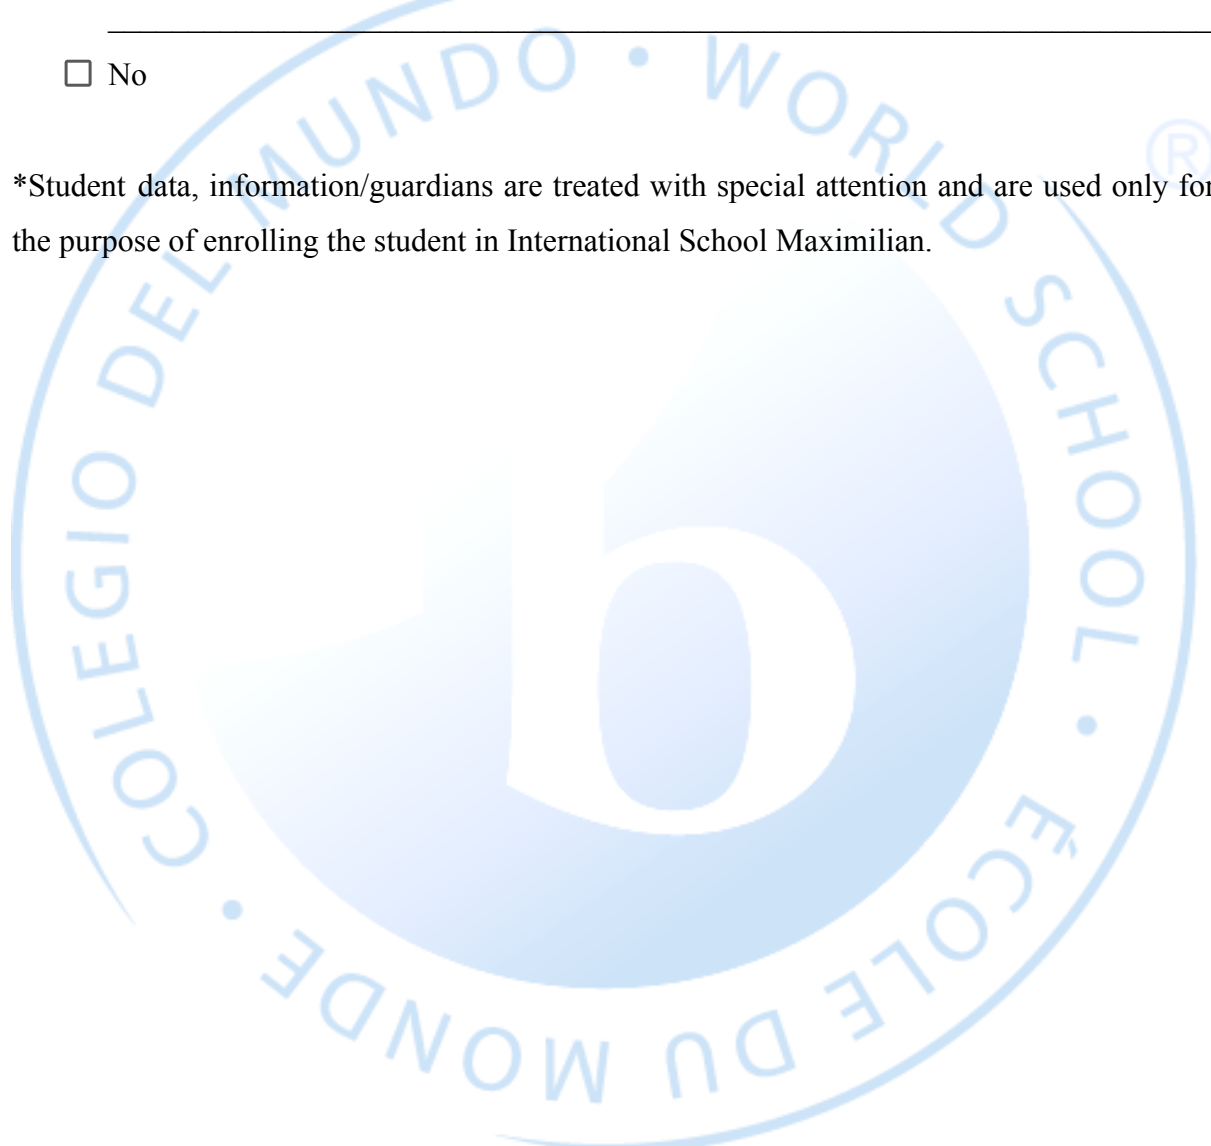 ☐ No
*Student data, information/guardians are treated with special attention and are used only for
the purpose of enrolling the student in International School Maximilian.
COLEGIO DEL MUNDO • WORLD SCHOOL • ÉCOLE DU MONDE •
®
b